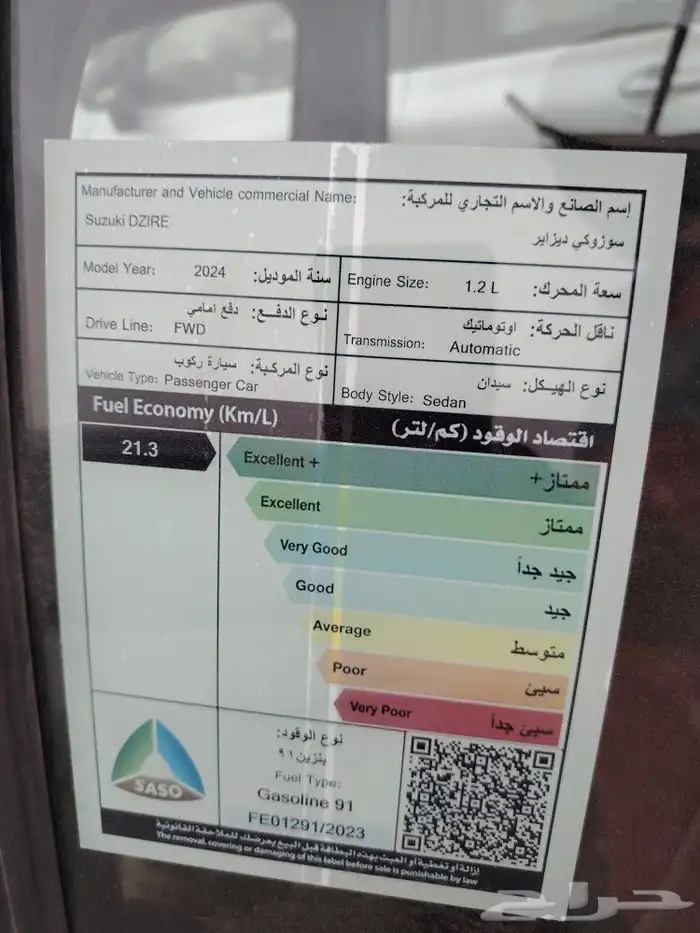 Manufacturer and Vehicle commercial Name: إسم الصانع والاسم التجاري للمركبة:
Suzuki DZIRE سوزوكي ديزاير
Model Year: 2024 سنة الموديل:
Engine Size: 1.2 L سعة المحرك:
نوع الدفع: دفع امامي
Drive Line: FWD
ناقل الحركة: اوتوماتيك
Transmission: Automatic
نوع المركبة: سيارة ركوب
Vehicle Type: Passenger Car
نوع الهيكل: سيدان
Body Style: Sedan
Fuel Economy (Km/L) اقتصاد الوقود (كم/لتر)
21.3
Excellent + ممتاز+
Excellent ممتاز
Very Good جيد جداً
Good جيد
Average متوسط
Poor سيئ
Very Poor سيئ جداً
SASO
نوع الوقود:
بنزين ٩١
Fuel Type:
Gasoline 91
FE01291/2023
إزالة أو تغطية أو العبث بهذه البطاقة قبل البيع يعرضك للملاحقة القانونية
The removal, covering or damaging of this label before sale is punishable by law
حراج